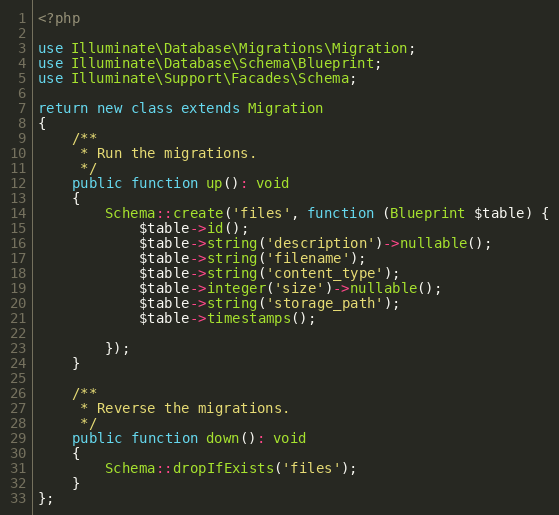 1 <?php
2
3 use Illuminate\Database\Migrations\Migration;
4 use Illuminate\Database\Schema\Blueprint;
5 use Illuminate\Support\Facades\Schema;
6
7 return new class extends Migration
8 {
9     /**
10      * Run the migrations.
11      */
12     public function up(): void
13     {
14         Schema::create('files', function (Blueprint $table) {
15             $table->id();
16             $table->string('description')->nullable();
17             $table->string('filename');
18             $table->string('content_type');
19             $table->integer('size')->nullable();
20             $table->string('storage_path');
21             $table->timestamps();
22
23         });
24     }
25
26     /**
27      * Reverse the migrations.
28      */
29     public function down(): void
30     {
31         Schema::dropIfExists('files');
32     }
33 };